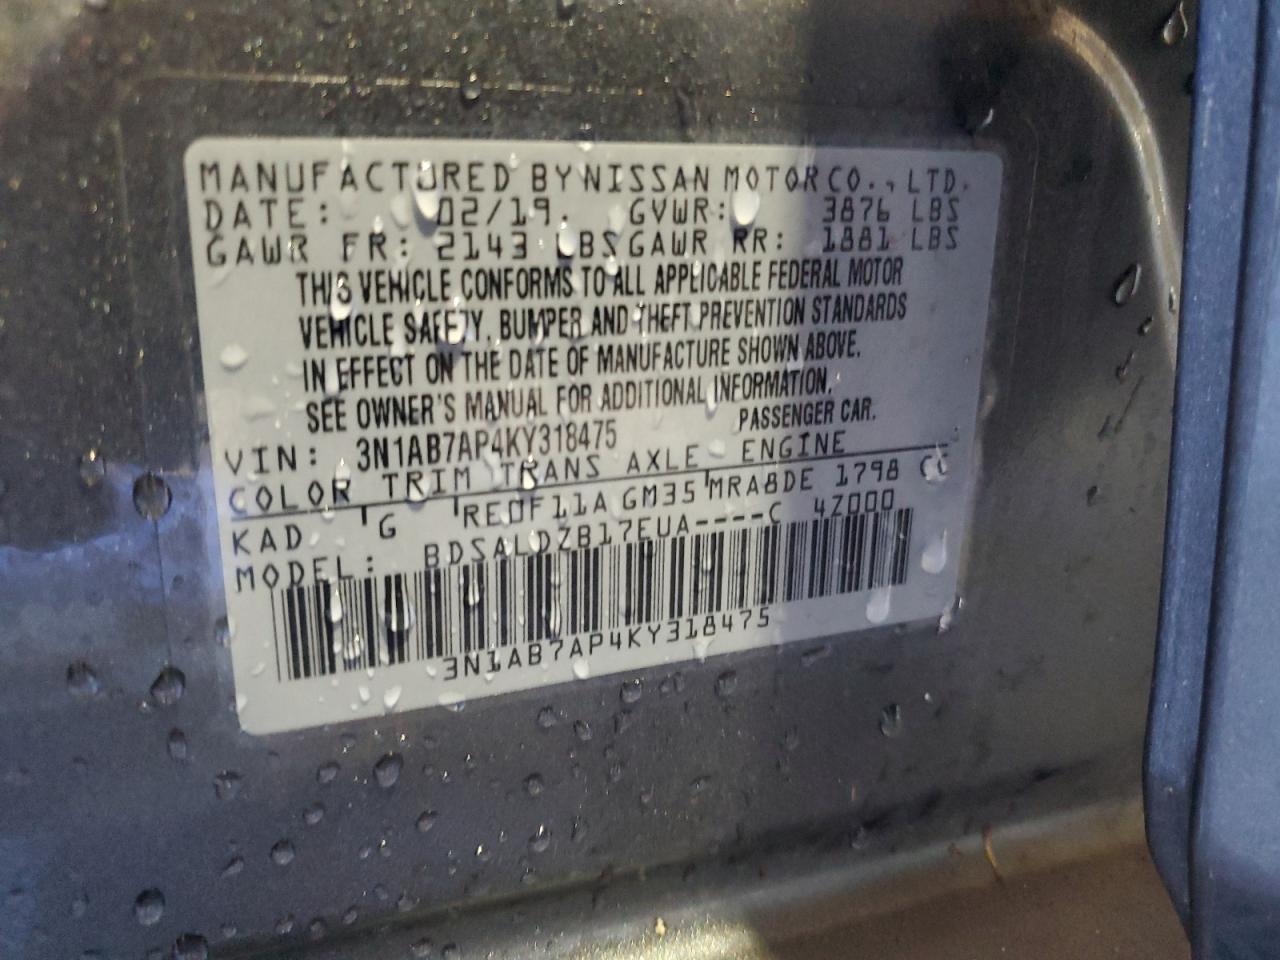 MANUFACTURED BY NISSAN MOTOR CO., LTD.
DATE: 02/19. GVWR: 3876 LBS
GAWR FR: 2143 LBS GAWR RR: 1881 LBS
THIS VEHICLE CONFORMS TO ALL APPLICABLE FEDERAL MOTOR
VEHICLE SAFETY, BUMPER AND THEFT PREVENTION STANDARDS
IN EFFECT ON THE DATE OF MANUFACTURE SHOWN ABOVE.
SEE OWNER'S MANUAL FOR ADDITIONAL INFORMATION.
PASSENGER CAR.
VIN: 3N1AB7AP4KY318475
COLOR TRIM TRANS AXLE ENGINE
KAD G RE0F11A GM35 MRA8DE 1798 CC
MODEL: BDSALDZB17EUA----C 4Z000
3N1AB7AP4KY318475